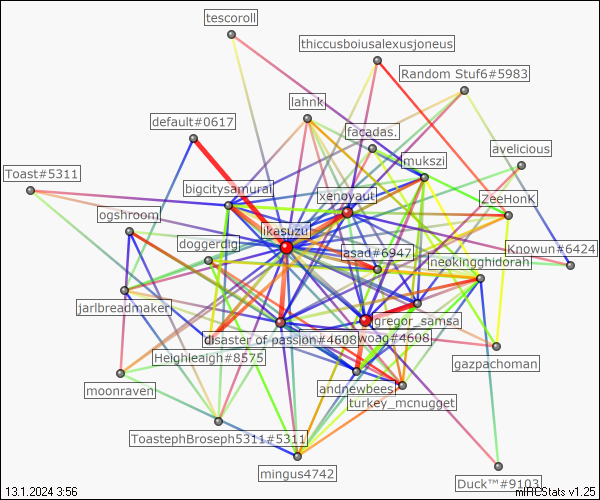 tescoroll
thiccusboiusalexusjoneus
Random Stuf6#5983
lahnk
default#0617
facadas.
avelicious
mukszi
Toast#5311
bigcitysamurai
xenoyaut
ZeeHonK
ogshroom
likasuzu
doggerdig
asad#6947
Knowun#6424
neokingghidorah
jarlbreadmaker
gregor_samsa
disaster of passion#4608
woag#4608
Heighleaigh#8575
gazpachoman
moonraven
andnewbees
turkey_mcnugget
ToastephBroseph5311#5311
mingus4742
Duck™#9103
13.1.2024 3:56
mIRCStats v1.25